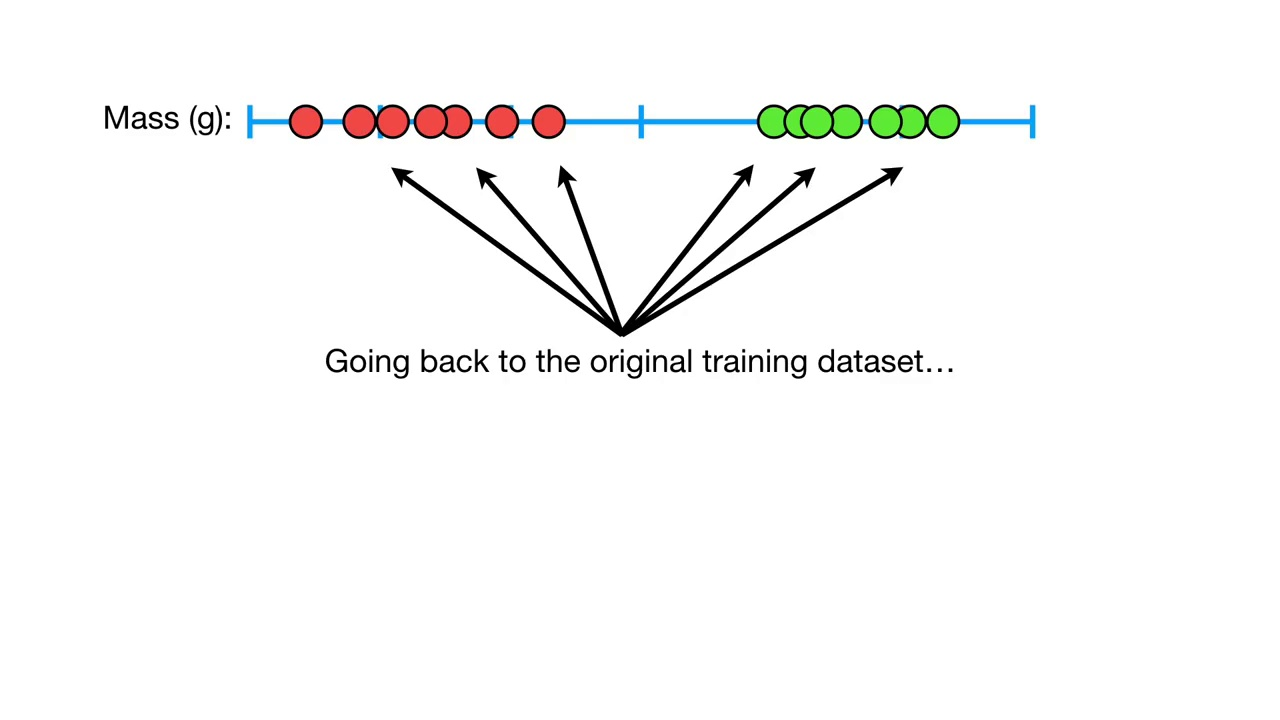 Mass (g):
Going back to the original training dataset…